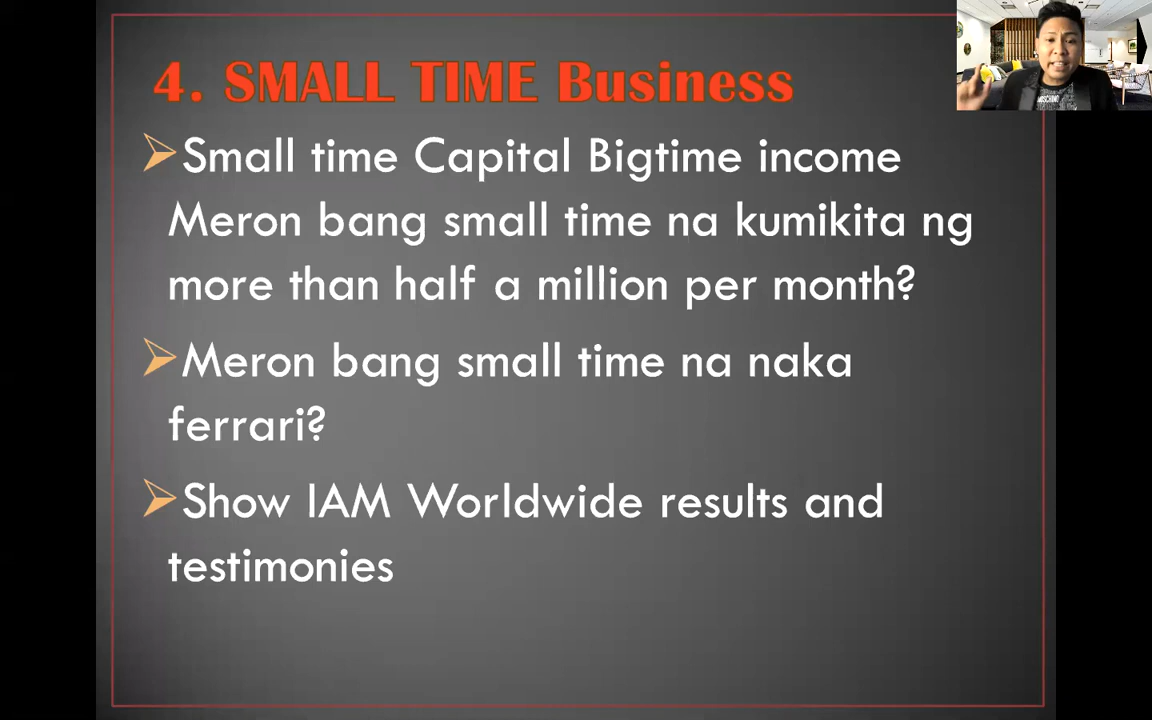 4. SMALL TIME Business
Small time Capital Bigtime income
Meron bang small time na kumikita ng
more than half a million per month?
Meron bang small time na naka
ferrari?
Show IAM Worldwide results and
testimonies
MOSCHINO